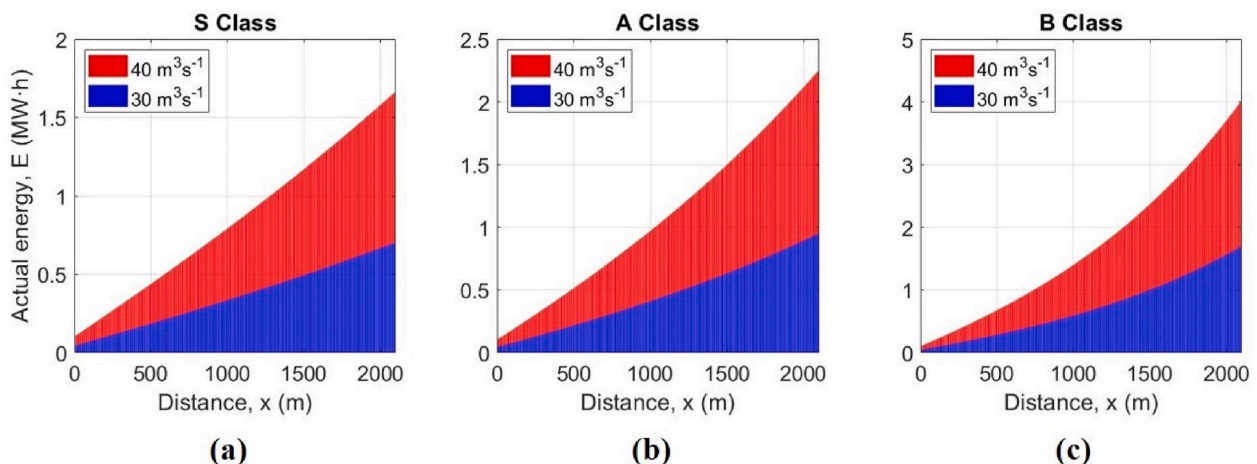 S Class
2
40 m³s⁻¹
30 m³s⁻¹
1.5
1
0.5
0
Actual energy, E (MW·h)
0 500 1000 1500 2000
Distance, x (m)
(a)
A Class
2.5
40 m³s⁻¹
30 m³s⁻¹
2
1.5
1
0.5
0
0 500 1000 1500 2000
Distance, x (m)
(b)
B Class
5
40 m³s⁻¹
30 m³s⁻¹
4
3
2
1
0
0 500 1000 1500 2000
Distance, x (m)
(c)